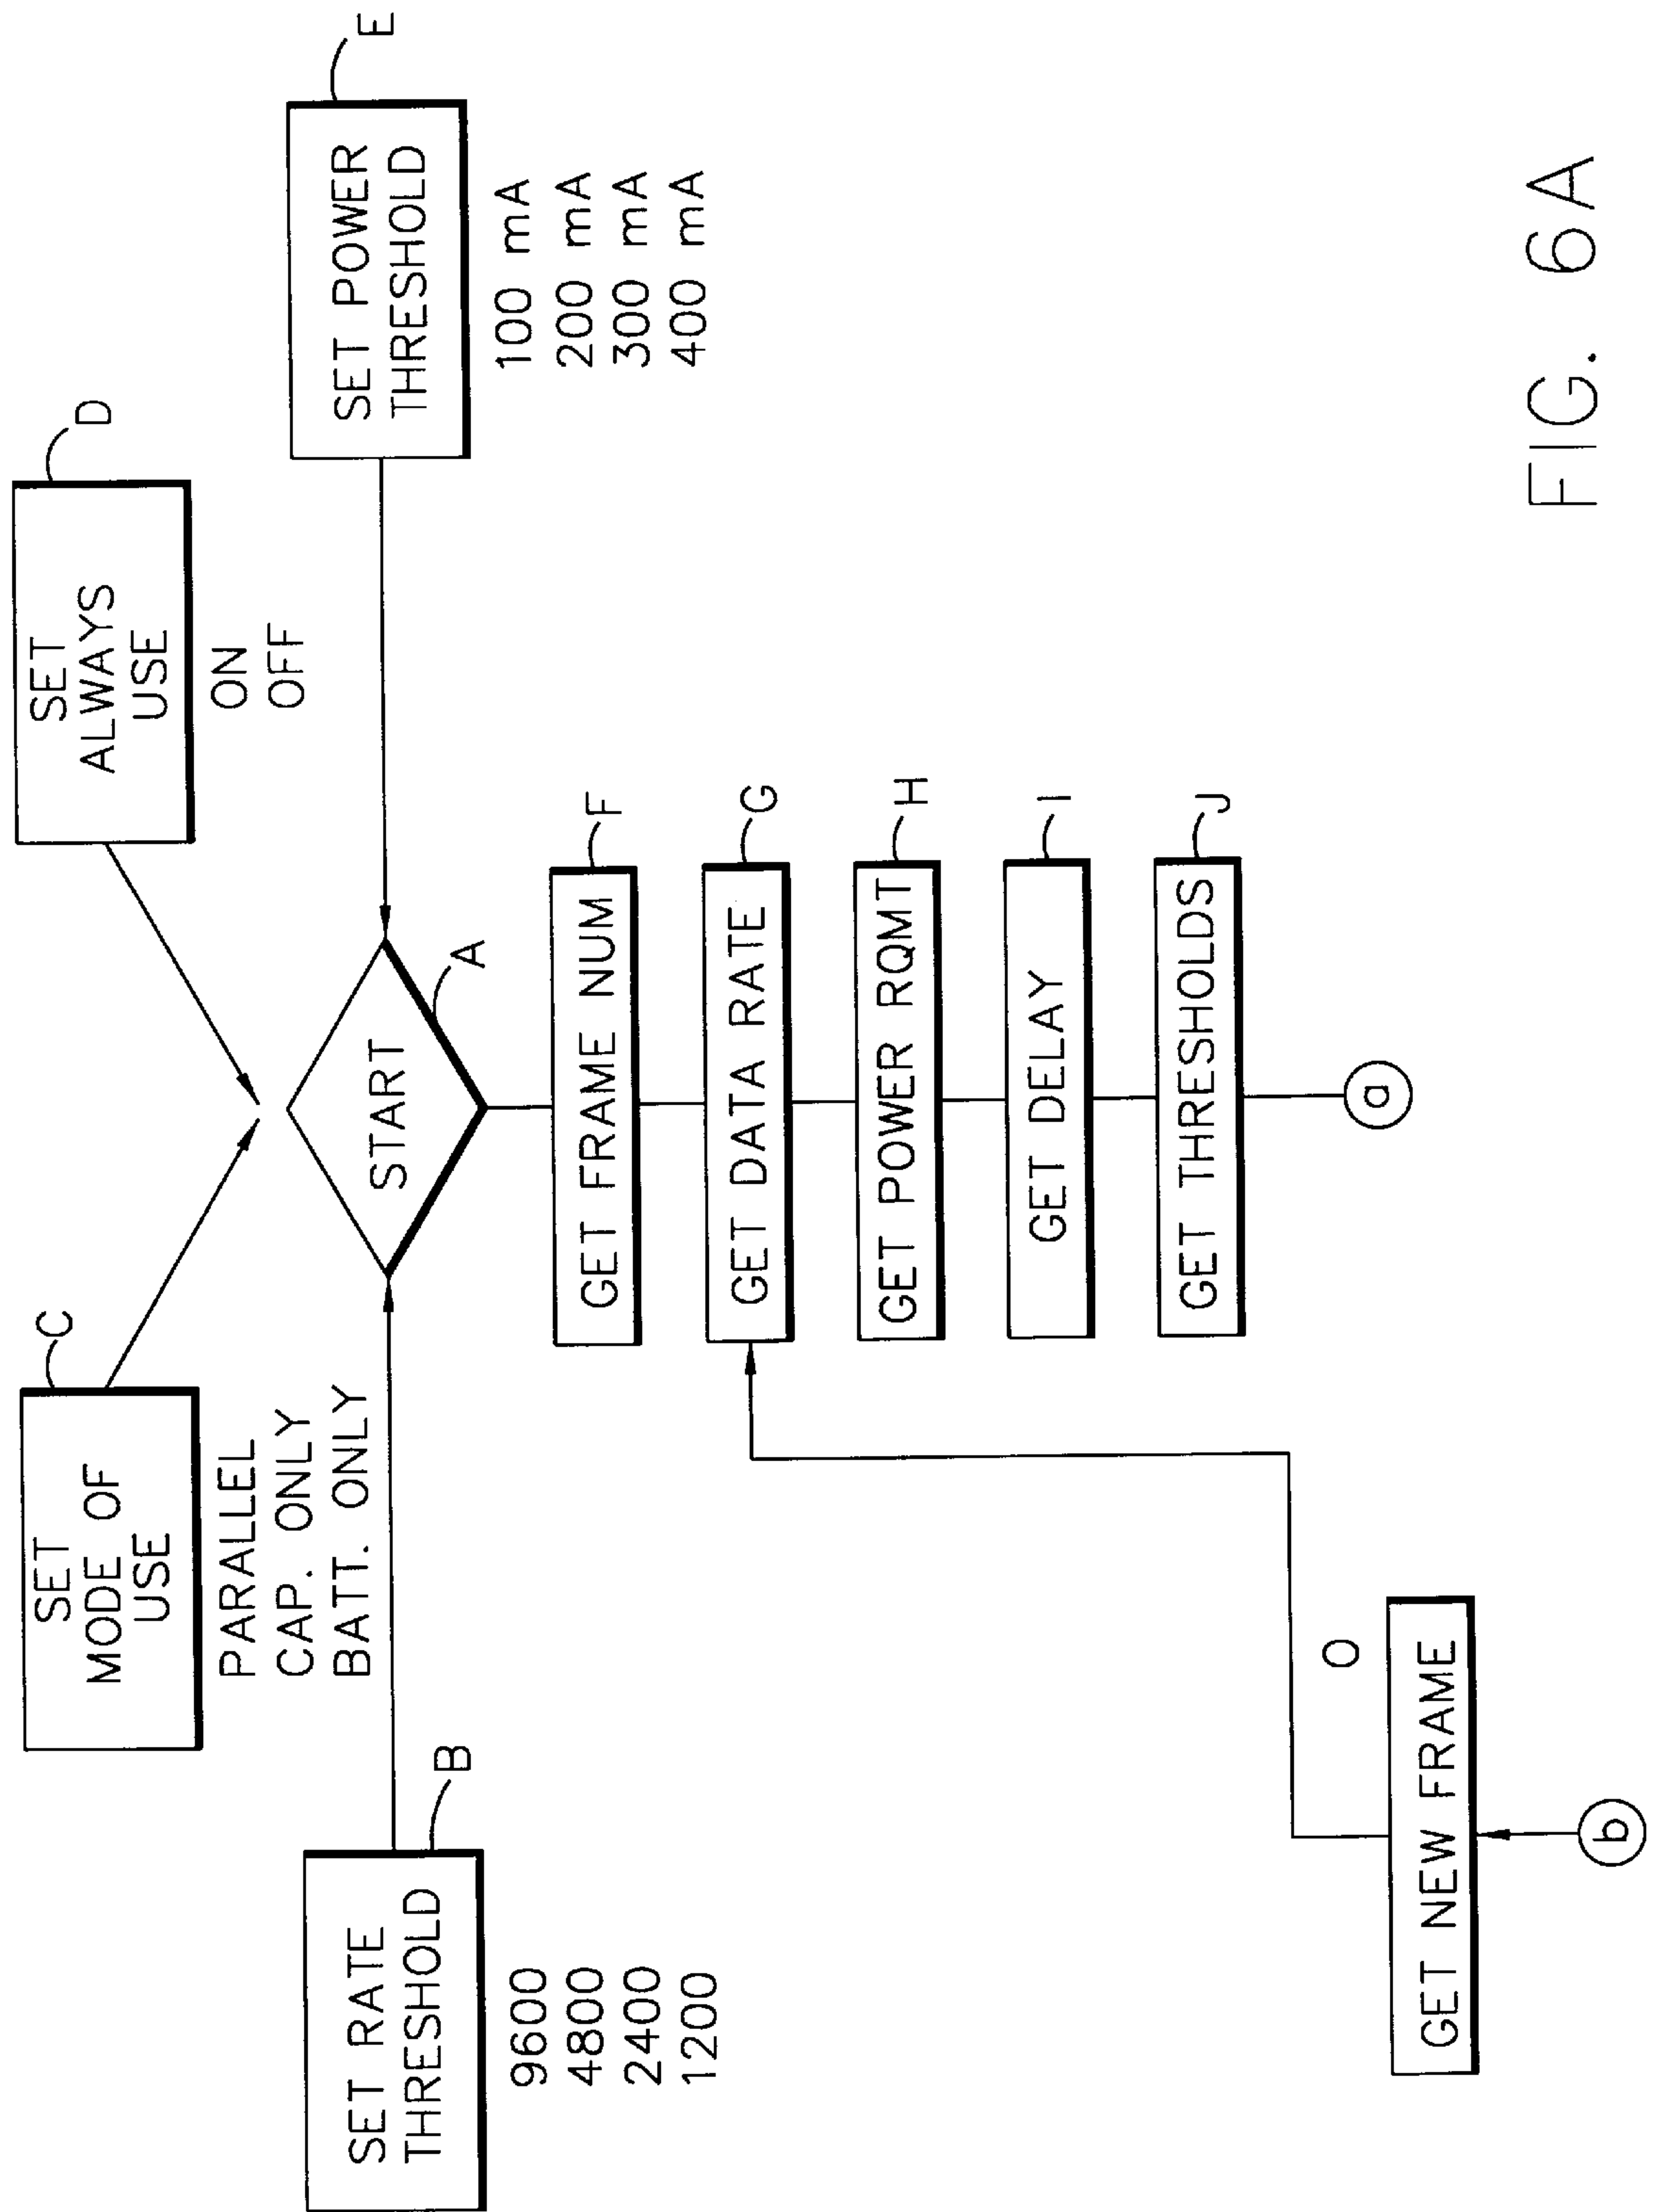 C
SET
MODE OF
USE
PARALLEL
CAP. ONLY
BATT. ONLY
D
SET
ALWAYS
USE
ON
OFF
B
SET RATE
THRESHOLD
9600
4800
2400
1200
START
A
E
SET POWER
THRESHOLD
100 mA
200 mA
300 mA
400 mA
GET FRAME NUM
F
GET DATA RATE
G
GET POWER RQMT
H
GET DELAY
I
GET THRESHOLDS
J
a
O
GET NEW FRAME
b
FIG. 6A